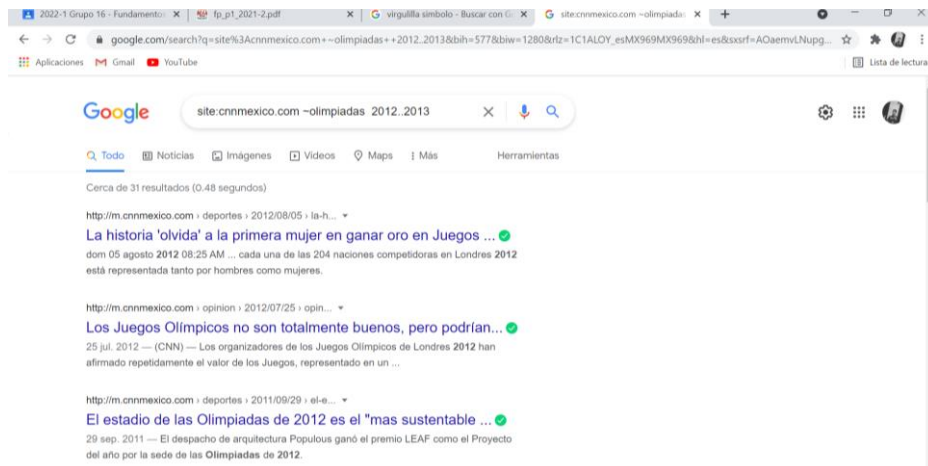 2022-1 Grupo 16 - Fundamentos
fp_p1_2021-2.pdf
virgulilla simbolo - Buscar con G
site:cnnmexico.com ~olimpiadas
google.com/search?q=site%3Acnnmexico.com+~olimpiadas++2012..2013&bih=577&biw=1280&rlz=1C1ALOY_esMX969MX969&hl=es&sxsrf=AOaemvLNupg...
Aplicaciones
Gmail
YouTube
Lista de lectura
Google
site:cnnmexico.com ~olimpiadas 2012..2013
Todo
Noticias
Imágenes
Videos
Maps
Más
Herramientas
Cerca de 31 resultados (0.48 segundos)
http://m.cnnmexico.com › deportes › 2012/08/05 › la-h...
La historia 'olvida' a la primera mujer en ganar oro en Juegos ...
dom 05 agosto 2012 08:25 AM ... cada una de las 204 naciones competidoras en Londres 2012
está representada tanto por hombres como mujeres.
http://m.cnnmexico.com › opinion › 2012/07/25 › opin...
Los Juegos Olímpicos no son totalmente buenos, pero podrían...
25 jul. 2012 — (CNN) — Los organizadores de los Juegos Olímpicos de Londres 2012 han
afirmado repetidamente el valor de los Juegos, representado en un ...
http://m.cnnmexico.com › deportes › 2011/09/29 › el-e...
El estadio de las Olimpiadas de 2012 es el "mas sustentable ...
29 sep. 2011 — El despacho de arquitectura Populous ganó el premio LEAF como el Proyecto
del año por la sede de las Olimpiadas de 2012.